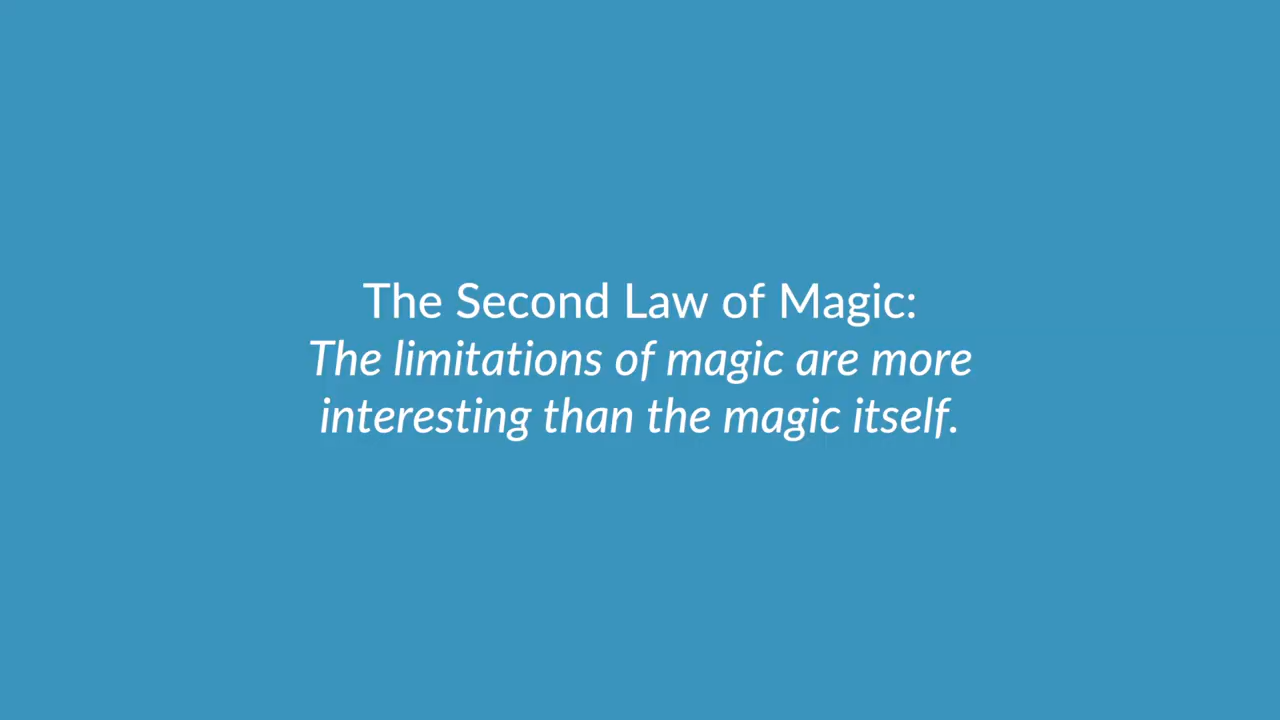 The Second Law of Magic:
The limitations of magic are more
interesting than the magic itself.